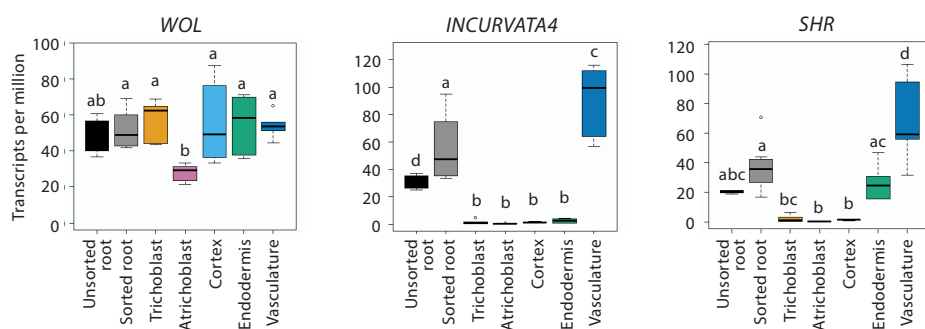 WOL
INCURVATA4
SHR
Transcripts per million
100
80
60
40
20
0
ab
a
a
b
a
a
a
Unsorted
root
Sorted root
Trichoblast
Atrichoblast
Cortex
Endodermis
Vasculature
120
100
80
60
40
20
0
d
a
b
b
b
b
c
Unsorted
root
Sorted root
Trichoblast
Atrichoblast
Cortex
Endodermis
Vasculature
120
100
80
60
40
20
0
abc
a
bc
b
b
ac
d
Unsorted
root
Sorted root
Trichoblast
Atrichoblast
Cortex
Endodermis
Vasculature